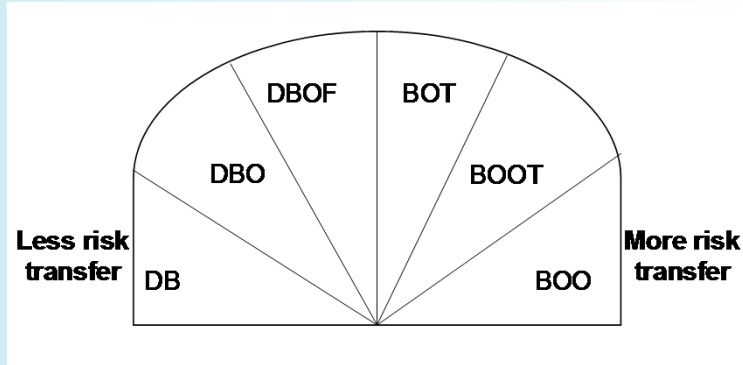 DBOF
BOT
DBO
BOOT
Less risk
transfer
More risk
transfer
DB
BOO